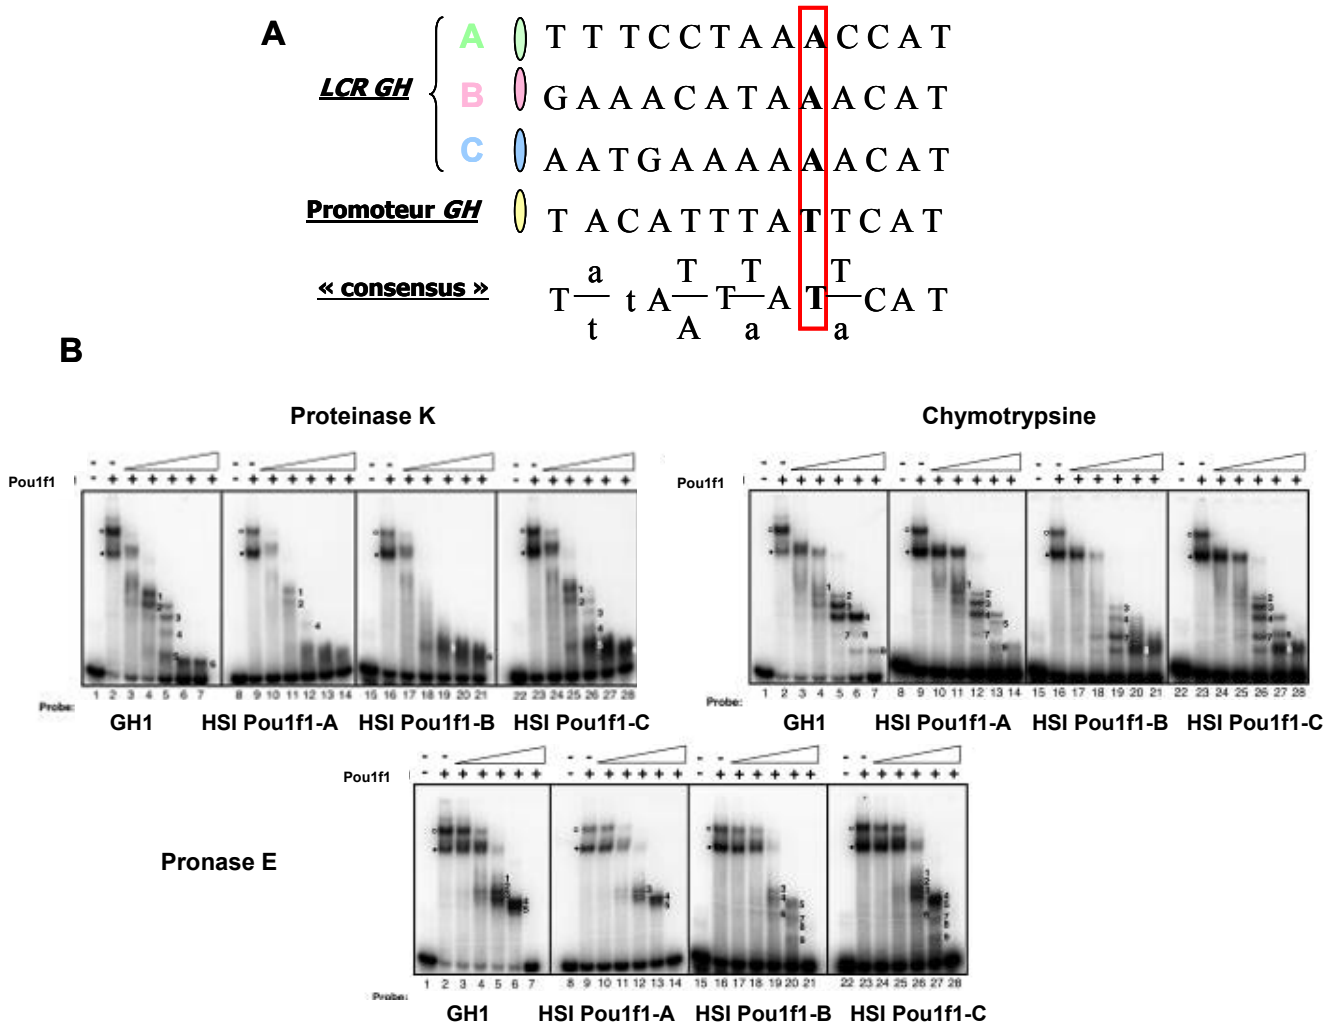 A
LCR GH
A T T T C C T A A A C C A T
B G A A A C A T A A A C A T
C A A T G A A A A A A C A T
Promoteur GH T A C A T T T A T T C A T
a T T T
« consensus » T t A T A T C A T
t A a a
B
Proteinase K Chymotrypsine
- - - - - - - -
Pou1f1 + + + + + + + + + + + + + + + + + + + + + + + +
1 2 3 4 5 6 7 8 9 10 11 12 13 14 15 16 17 18 19 20 21 22 23 24 25 26 27 28
Probe:
GH1 HSI Pou1f1-A HSI Pou1f1-B HSI Pou1f1-C
- - - - - - - -
Pou1f1 - + + + + + + - + + + + + - + + + + + - + + + + +
1 2 3 4 5 6 7 8 9 10 11 12 13 14 15 16 17 18 19 20 21 22 23 24 25 26 27 28
Probe:
GH1 HSI Pou1f1-A HSI Pou1f1-B HSI Pou1f1-C
Pronase E
- - - - - - - -
Pou1f1 - + + + + + + - + + + + + - + + + + + + - + + + + +
1 2 3 4 5 6 7 8 9 10 11 12 13 14 15 16 17 18 19 20 21 22 23 24 25 26 27 28
Probe:
GH1 HSI Pou1f1-A HSI Pou1f1-B HSI Pou1f1-C